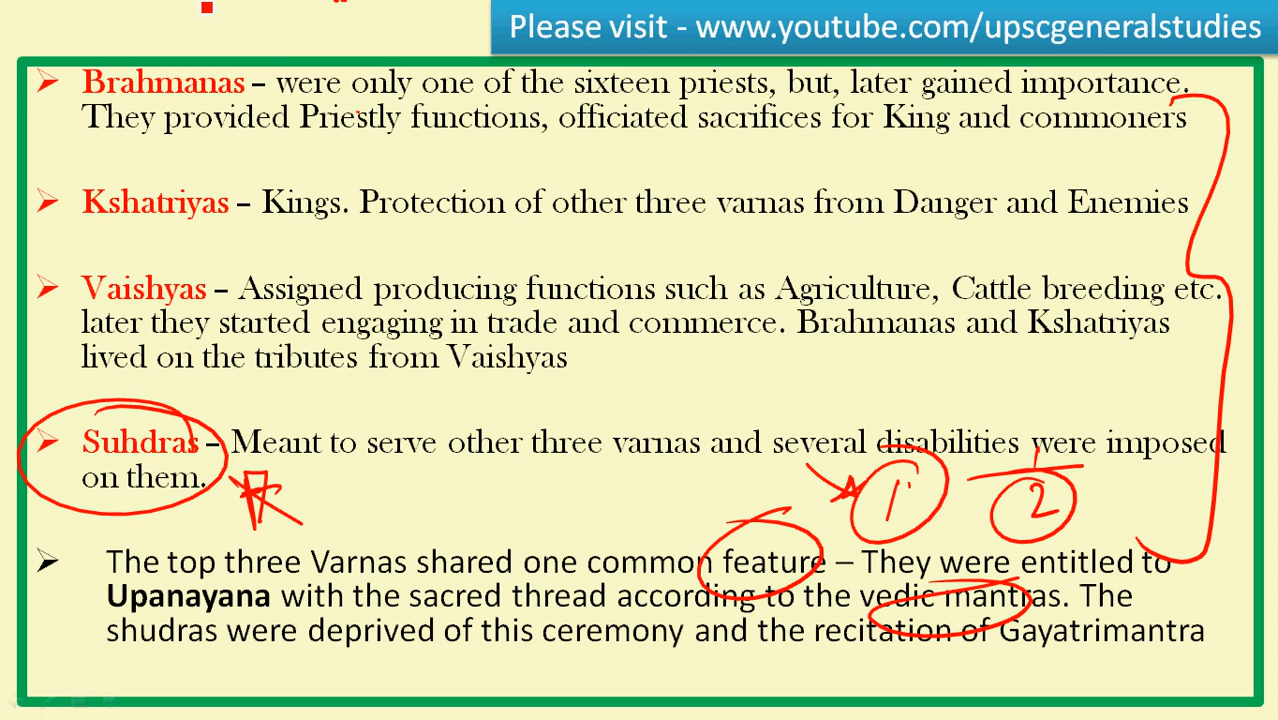 Please visit - www.youtube.com/upscgeneralstudies
➢ Brahmanas – were only one of the sixteen priests, but, later gained importance.
They provided Priestly functions, officiated sacrifices for King and commoners
➢ Kshatriyas – Kings. Protection of other three varnas from Danger and Enemies
➢ Vaishyas – Assigned producing functions such as Agriculture, Cattle breeding etc.
later they started engaging in trade and commerce. Brahmanas and Kshatriyas
lived on the tributes from Vaishyas
➢ Suhdras – Meant to serve other three varnas and several disabilities were imposed
on them.
1 2
➢ The top three Varnas shared one common feature – They were entitled to
Upanayana with the sacred thread according to the vedic mantras. The
shudras were deprived of this ceremony and the recitation of Gayatrimantra